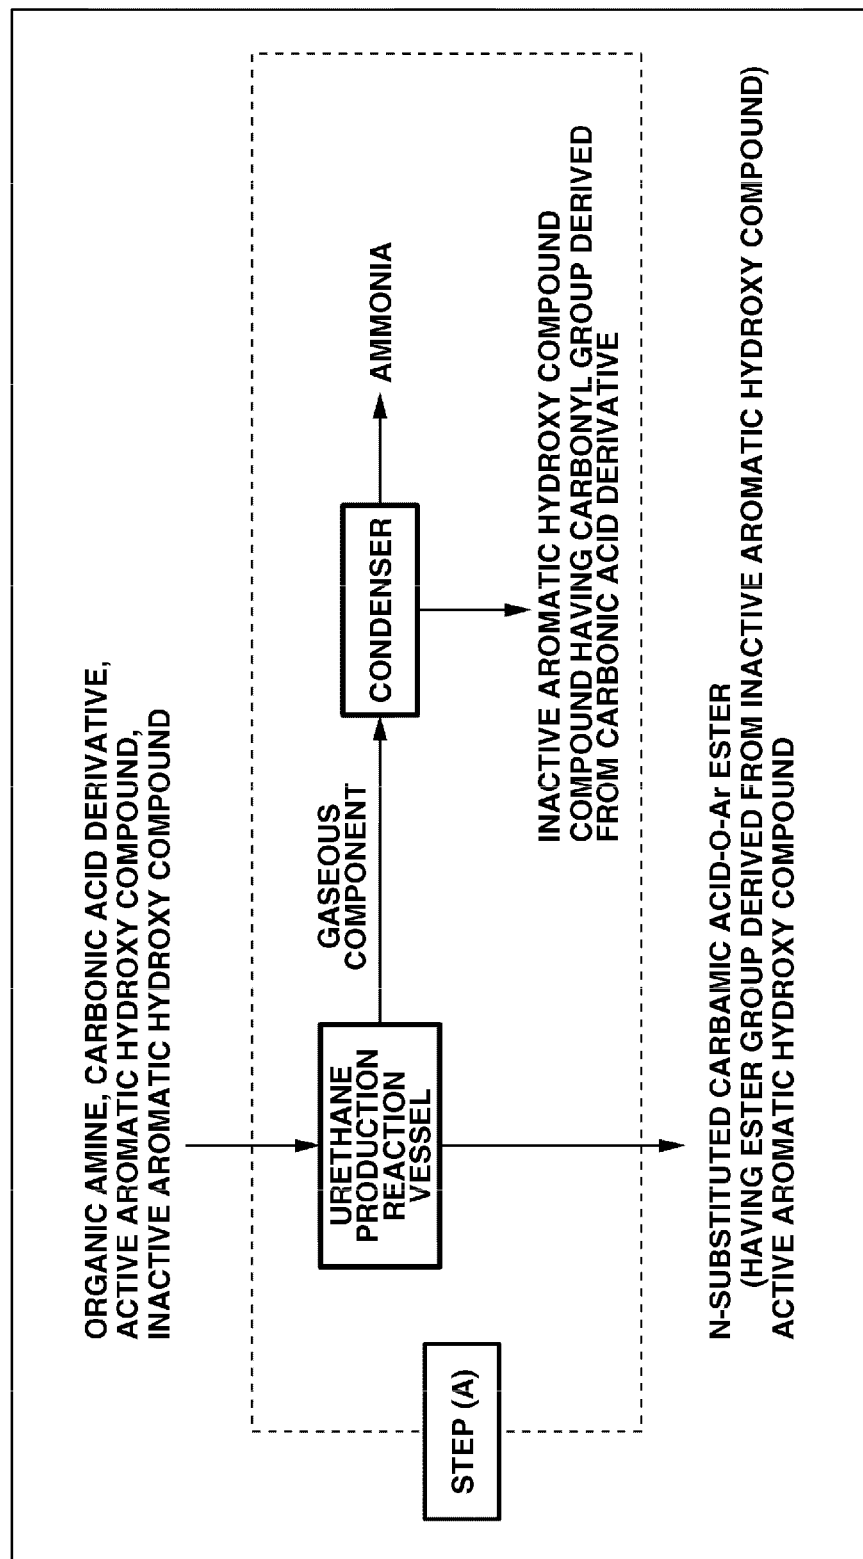 ORGANIC AMINE, CARBONIC ACID DERIVATIVE,
ACTIVE AROMATIC HYDROXY COMPOUND,
INACTIVE AROMATIC HYDROXY COMPOUND
STEP (A)
URETHANE
PRODUCTION
REACTION
VESSEL
GASEOUS
COMPONENT
CONDENSER
AMMONIA
INACTIVE AROMATIC HYDROXY COMPOUND
COMPOUND HAVING CARBONYL GROUP DERIVED
FROM CARBONIC ACID DERIVATIVE
N-SUBSTITUTED CARBAMIC ACID-O-Ar ESTER
(HAVING ESTER GROUP DERIVED FROM INACTIVE AROMATIC HYDROXY COMPOUND)
ACTIVE AROMATIC HYDROXY COMPOUND